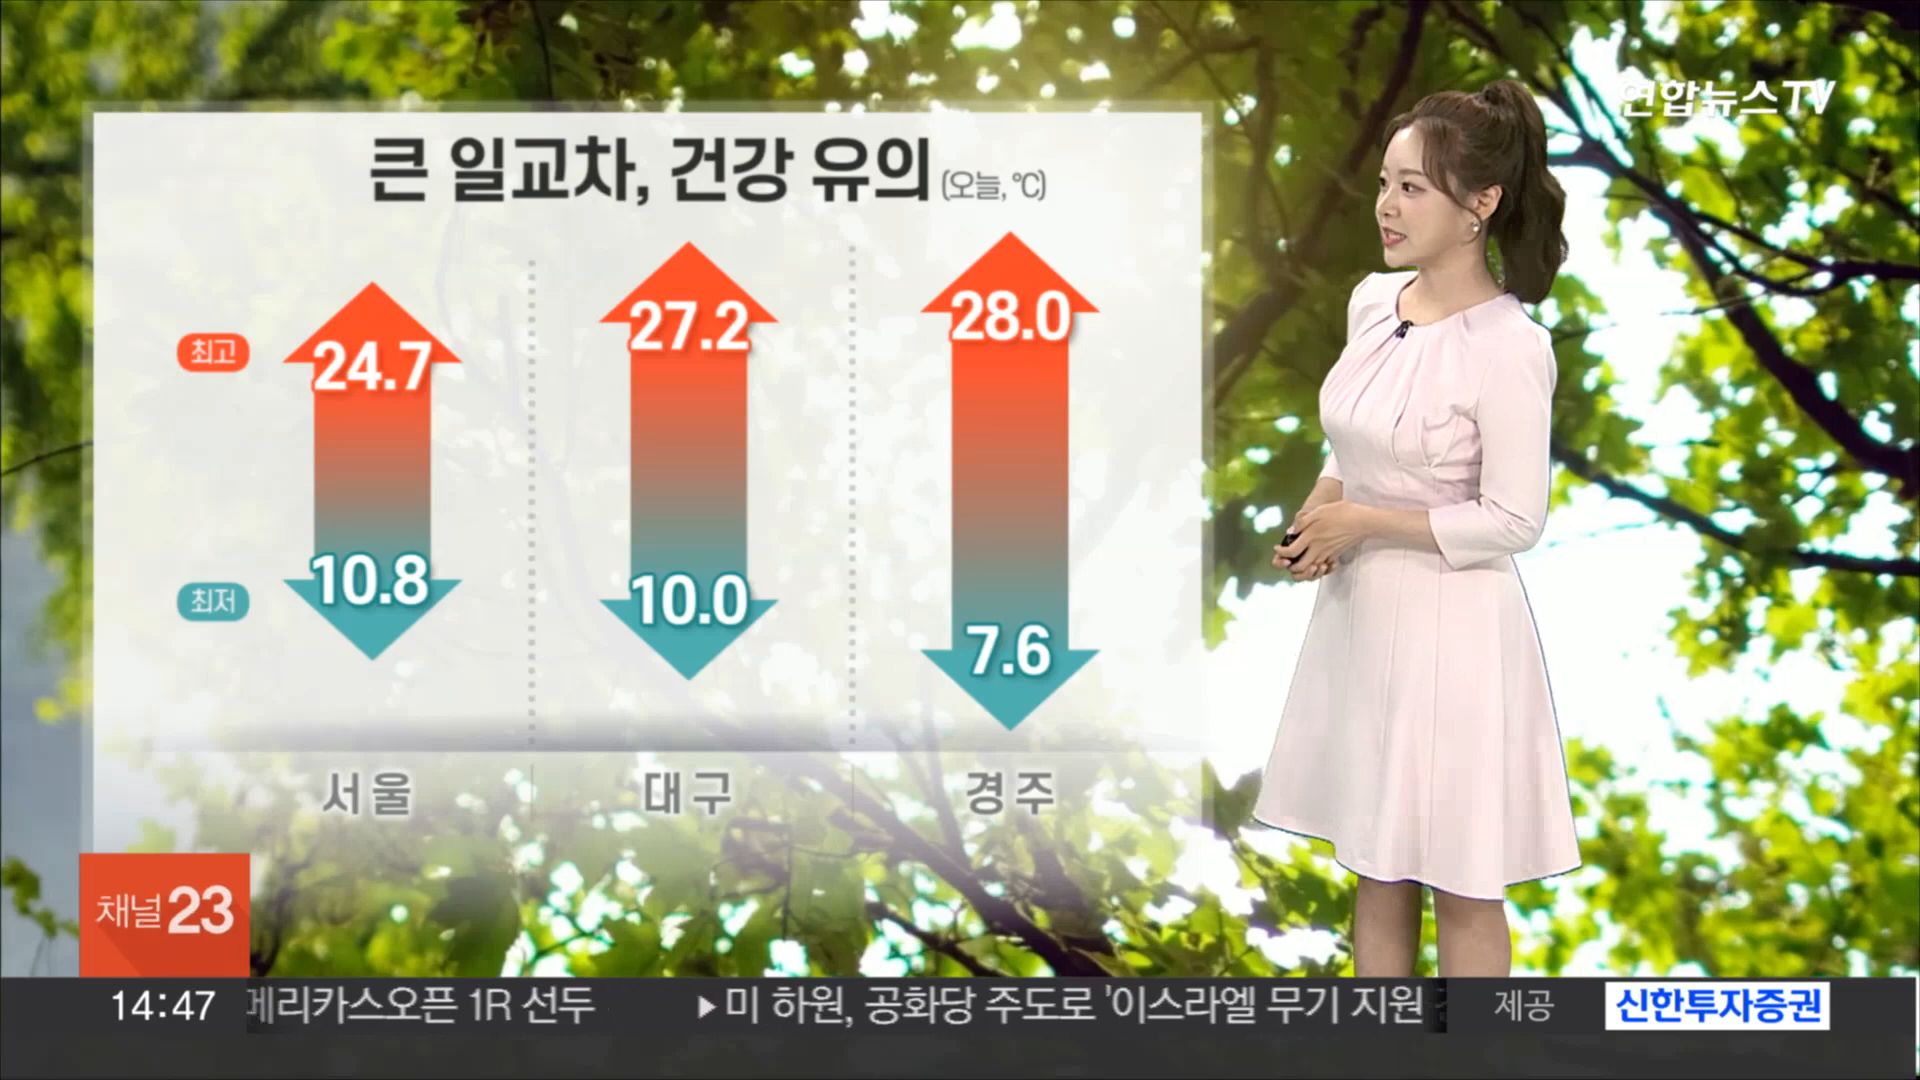 연합뉴스TV
큰 일교차, 건강 유의 (오늘, ℃)
최고
24.7
27.2
28.0
최저
10.8
10.0
7.6
서울
대구
경주
채널 23
14:47
메리카스오픈 1R 선두 ▶미 하원, 공화당 주도로 '이스라엘 무기 지원
제공
신한투자증권